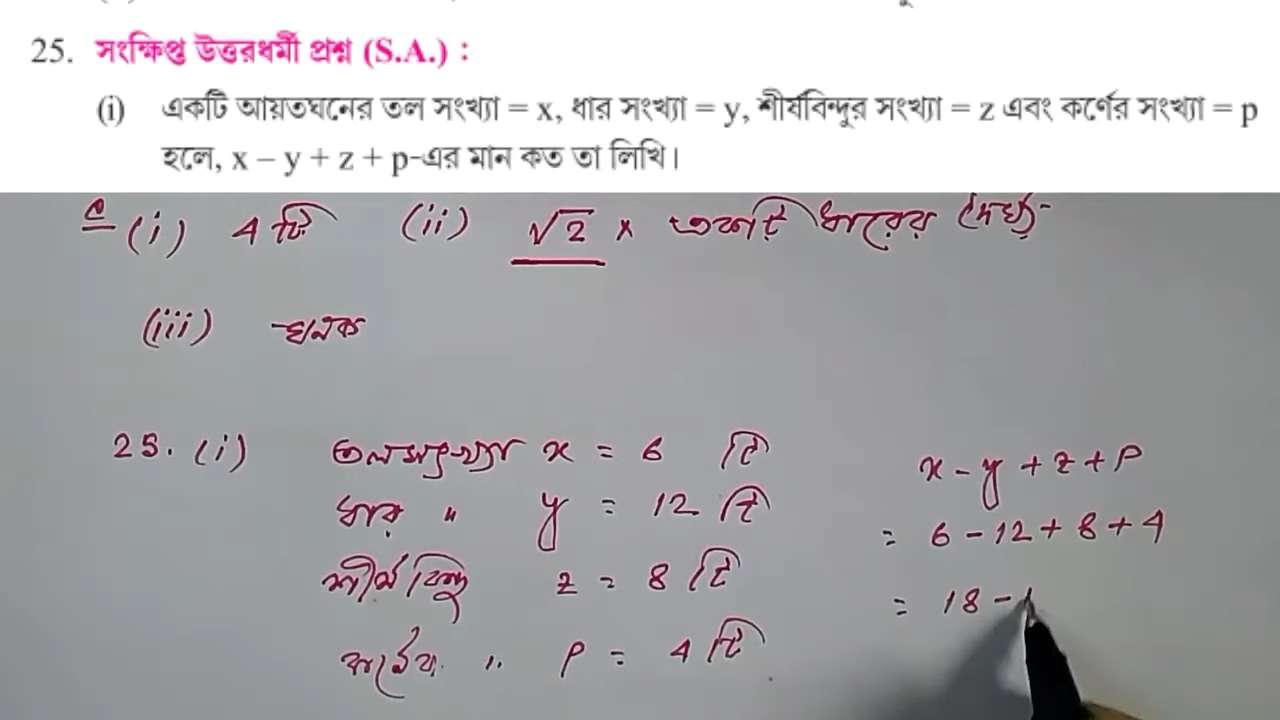 25. সংক্ষিপ্ত উত্তরধর্মী প্রশ্ন (S.A.) :
(i) একটি আয়তঘনের তল সংখ্যা = x, ধার সংখ্যা = y, শীর্ষবিন্দুর সংখ্যা = z এবং কর্ণের সংখ্যা = p
হলে, x – y + z + p-এর মান কত তা লিখি।
(i) 4 টি (ii) √2 × একটি ধারের দৈর্ঘ্য
(iii) ঘনক
25. (i) তলসংখ্যা x = 6 টি
ধার " y = 12 টি
শীর্ষবিন্দু z = 8 টি
কর্ণের " p = 4 টি
x - y + z + p
= 6 - 12 + 8 + 4
= 18 -